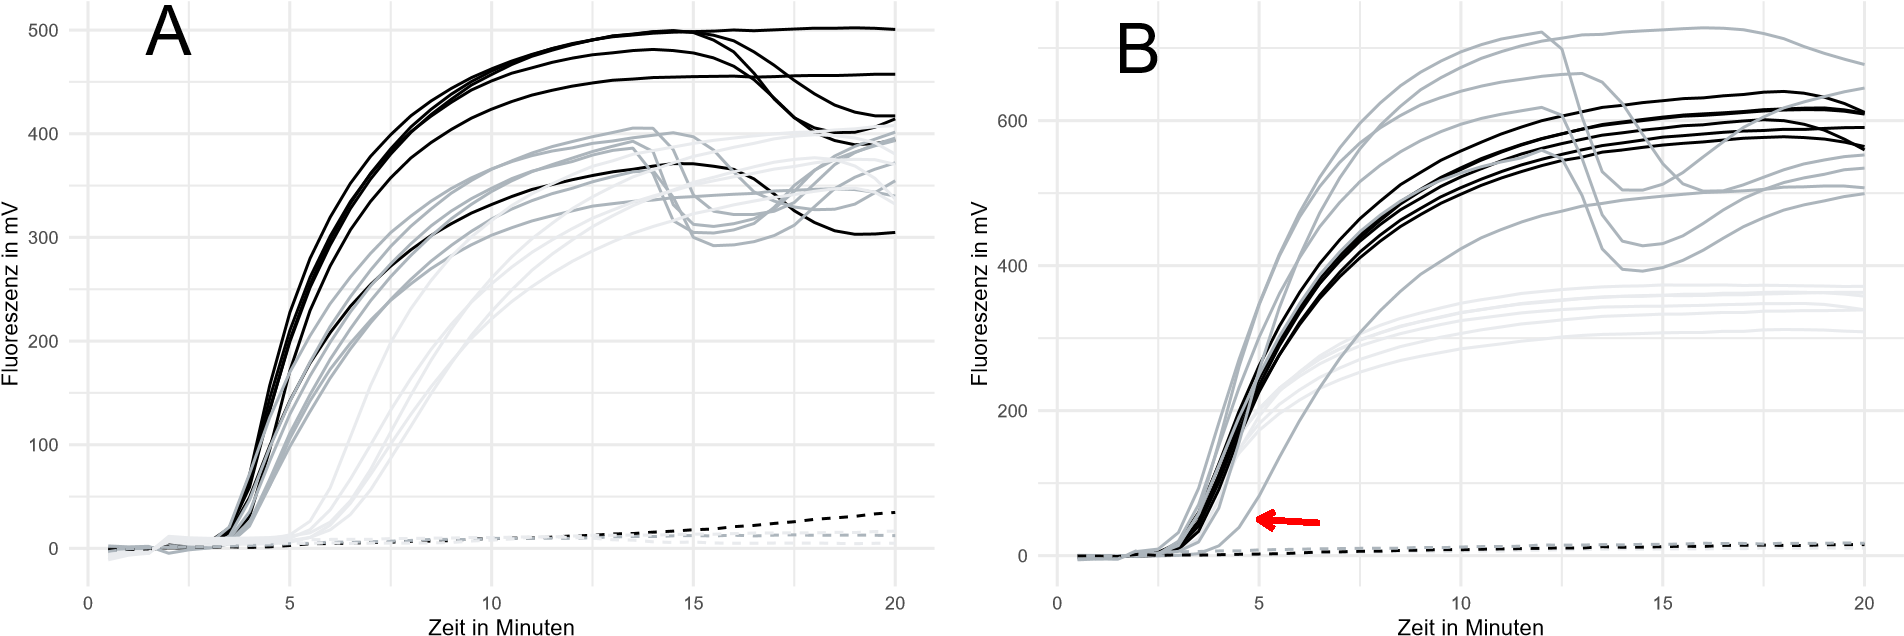 A
500
400
300
200
100
0
Fluoreszenz in mV
0 5 10 15 20
Zeit in Minuten
B
600
400
200
0
Fluoreszenz in mV
0 5 10 15 20
Zeit in Minuten